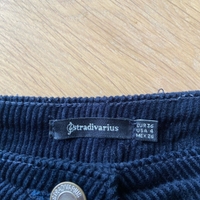 stradivarius
EUR 36
USA 4
MEX 26